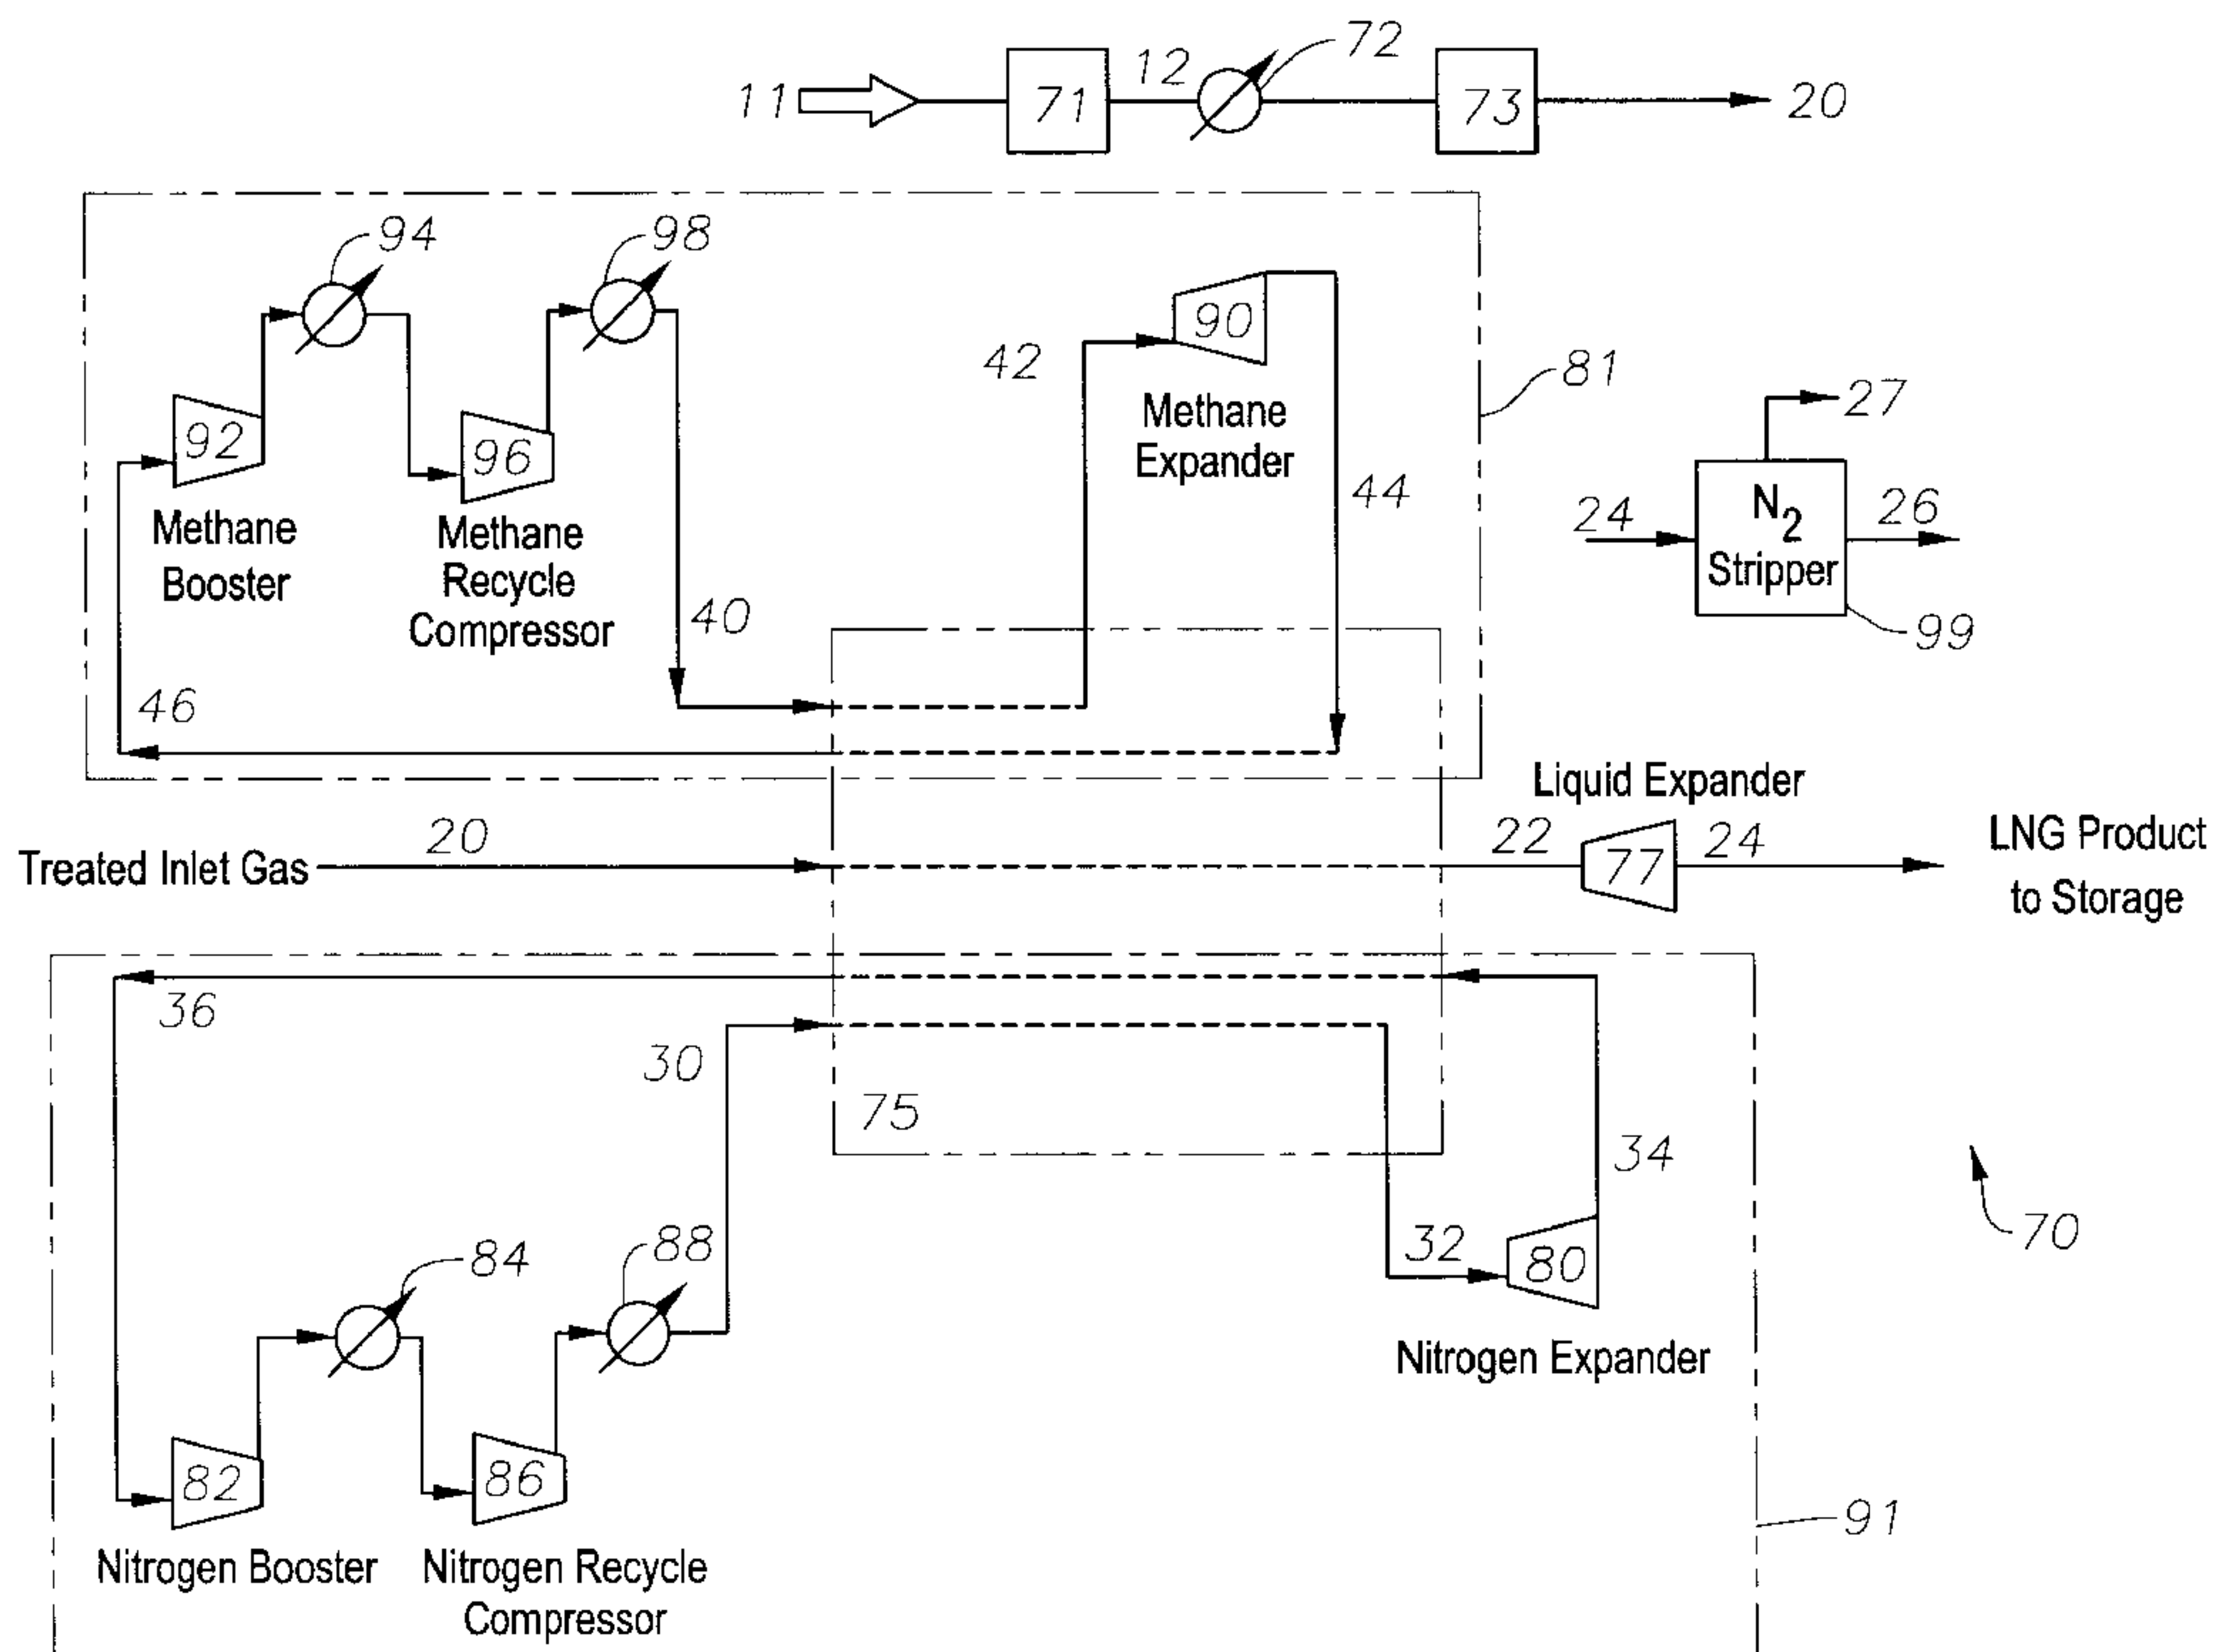 11
71
12
72
73
20
94
98
90
42
81
27
92
96
Methane
Expander
44
Methane
Booster
Methane
Recycle
Compressor
24
N2
Stripper
26
99
40
46
Liquid Expander
20
22
77
24
Treated Inlet Gas
LNG Product
to Storage
36
30
75
34
84
88
32
80
70
Nitrogen Expander
82
86
91
Nitrogen Booster
Nitrogen Recycle
Compressor